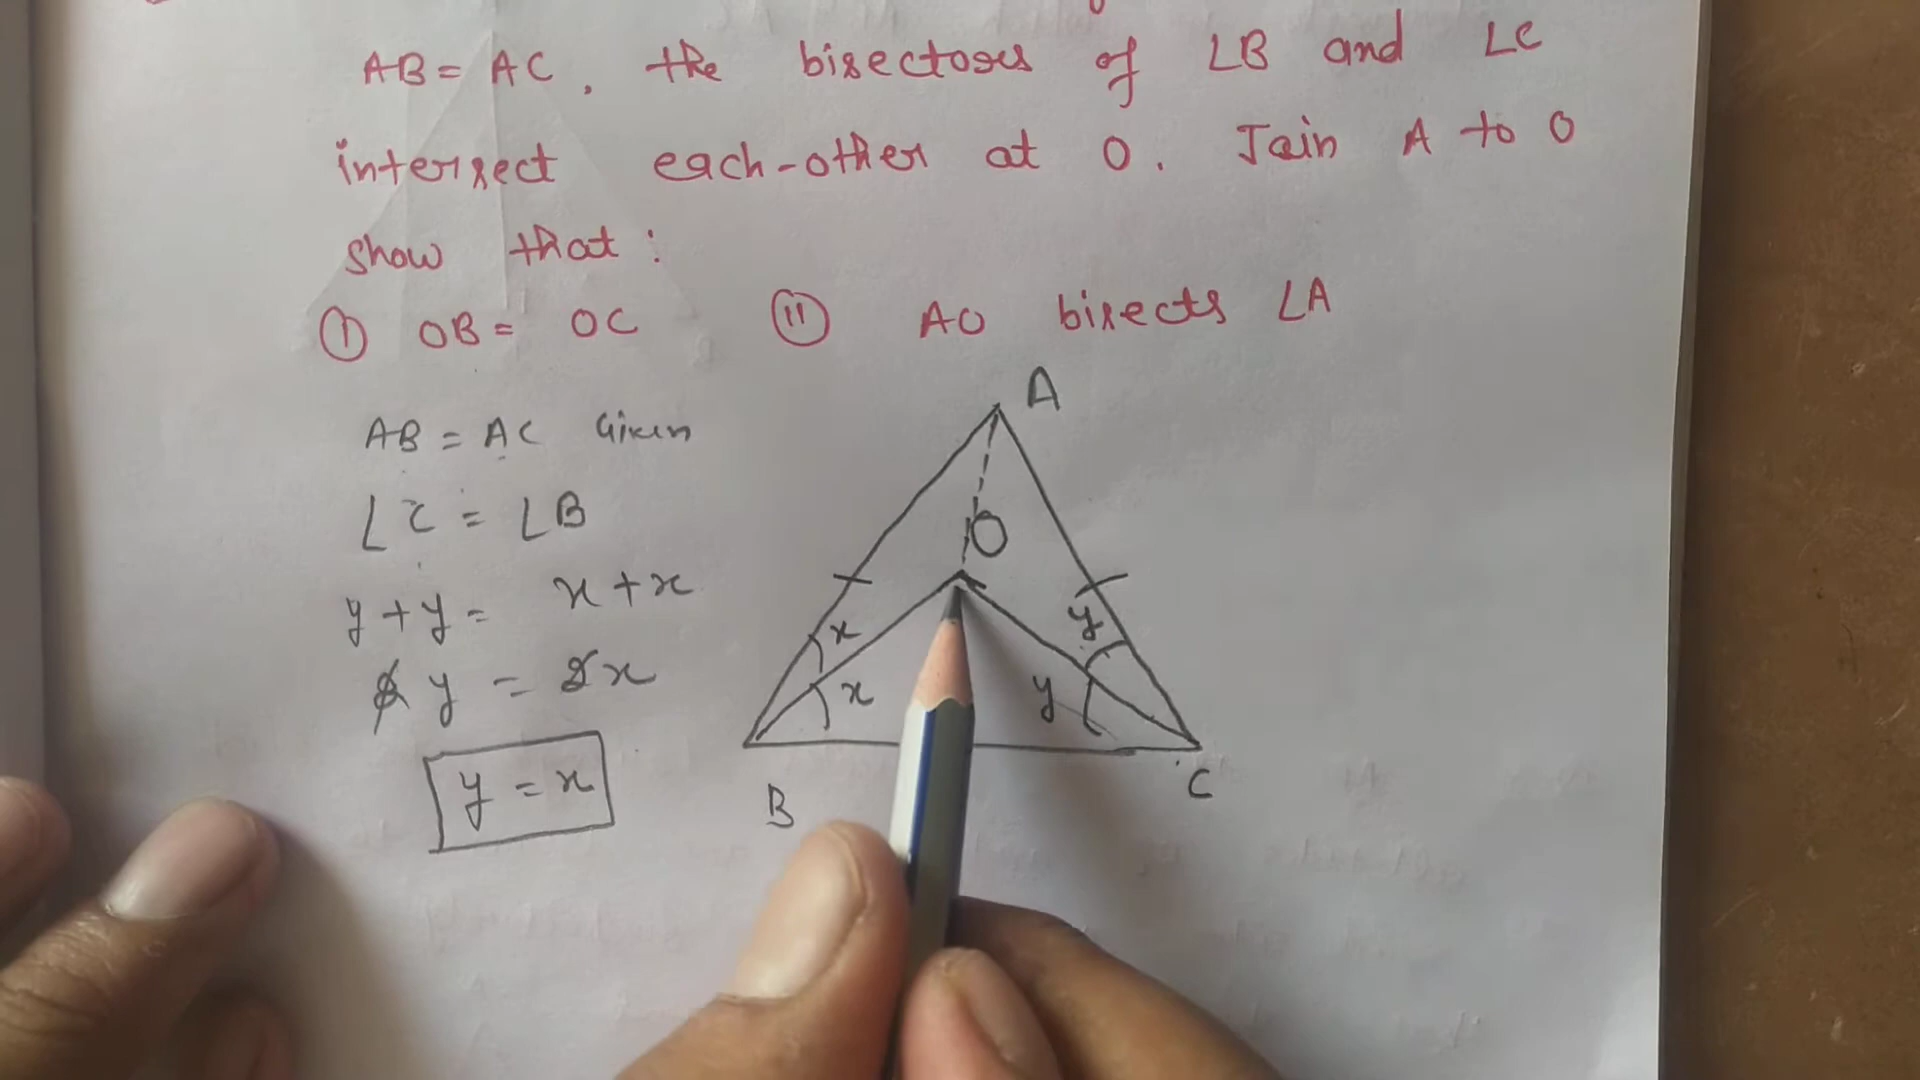 AB = AC, the bisectors of ∠B and ∠C
intersect each-other at O. Join A to O
show that:
(I) OB = OC (II) AO bisects ∠A
AB = AC Given
∠C = ∠B
y + y = x + x
2y = 2x
y = x
A
O
x
y
x
y
B
C